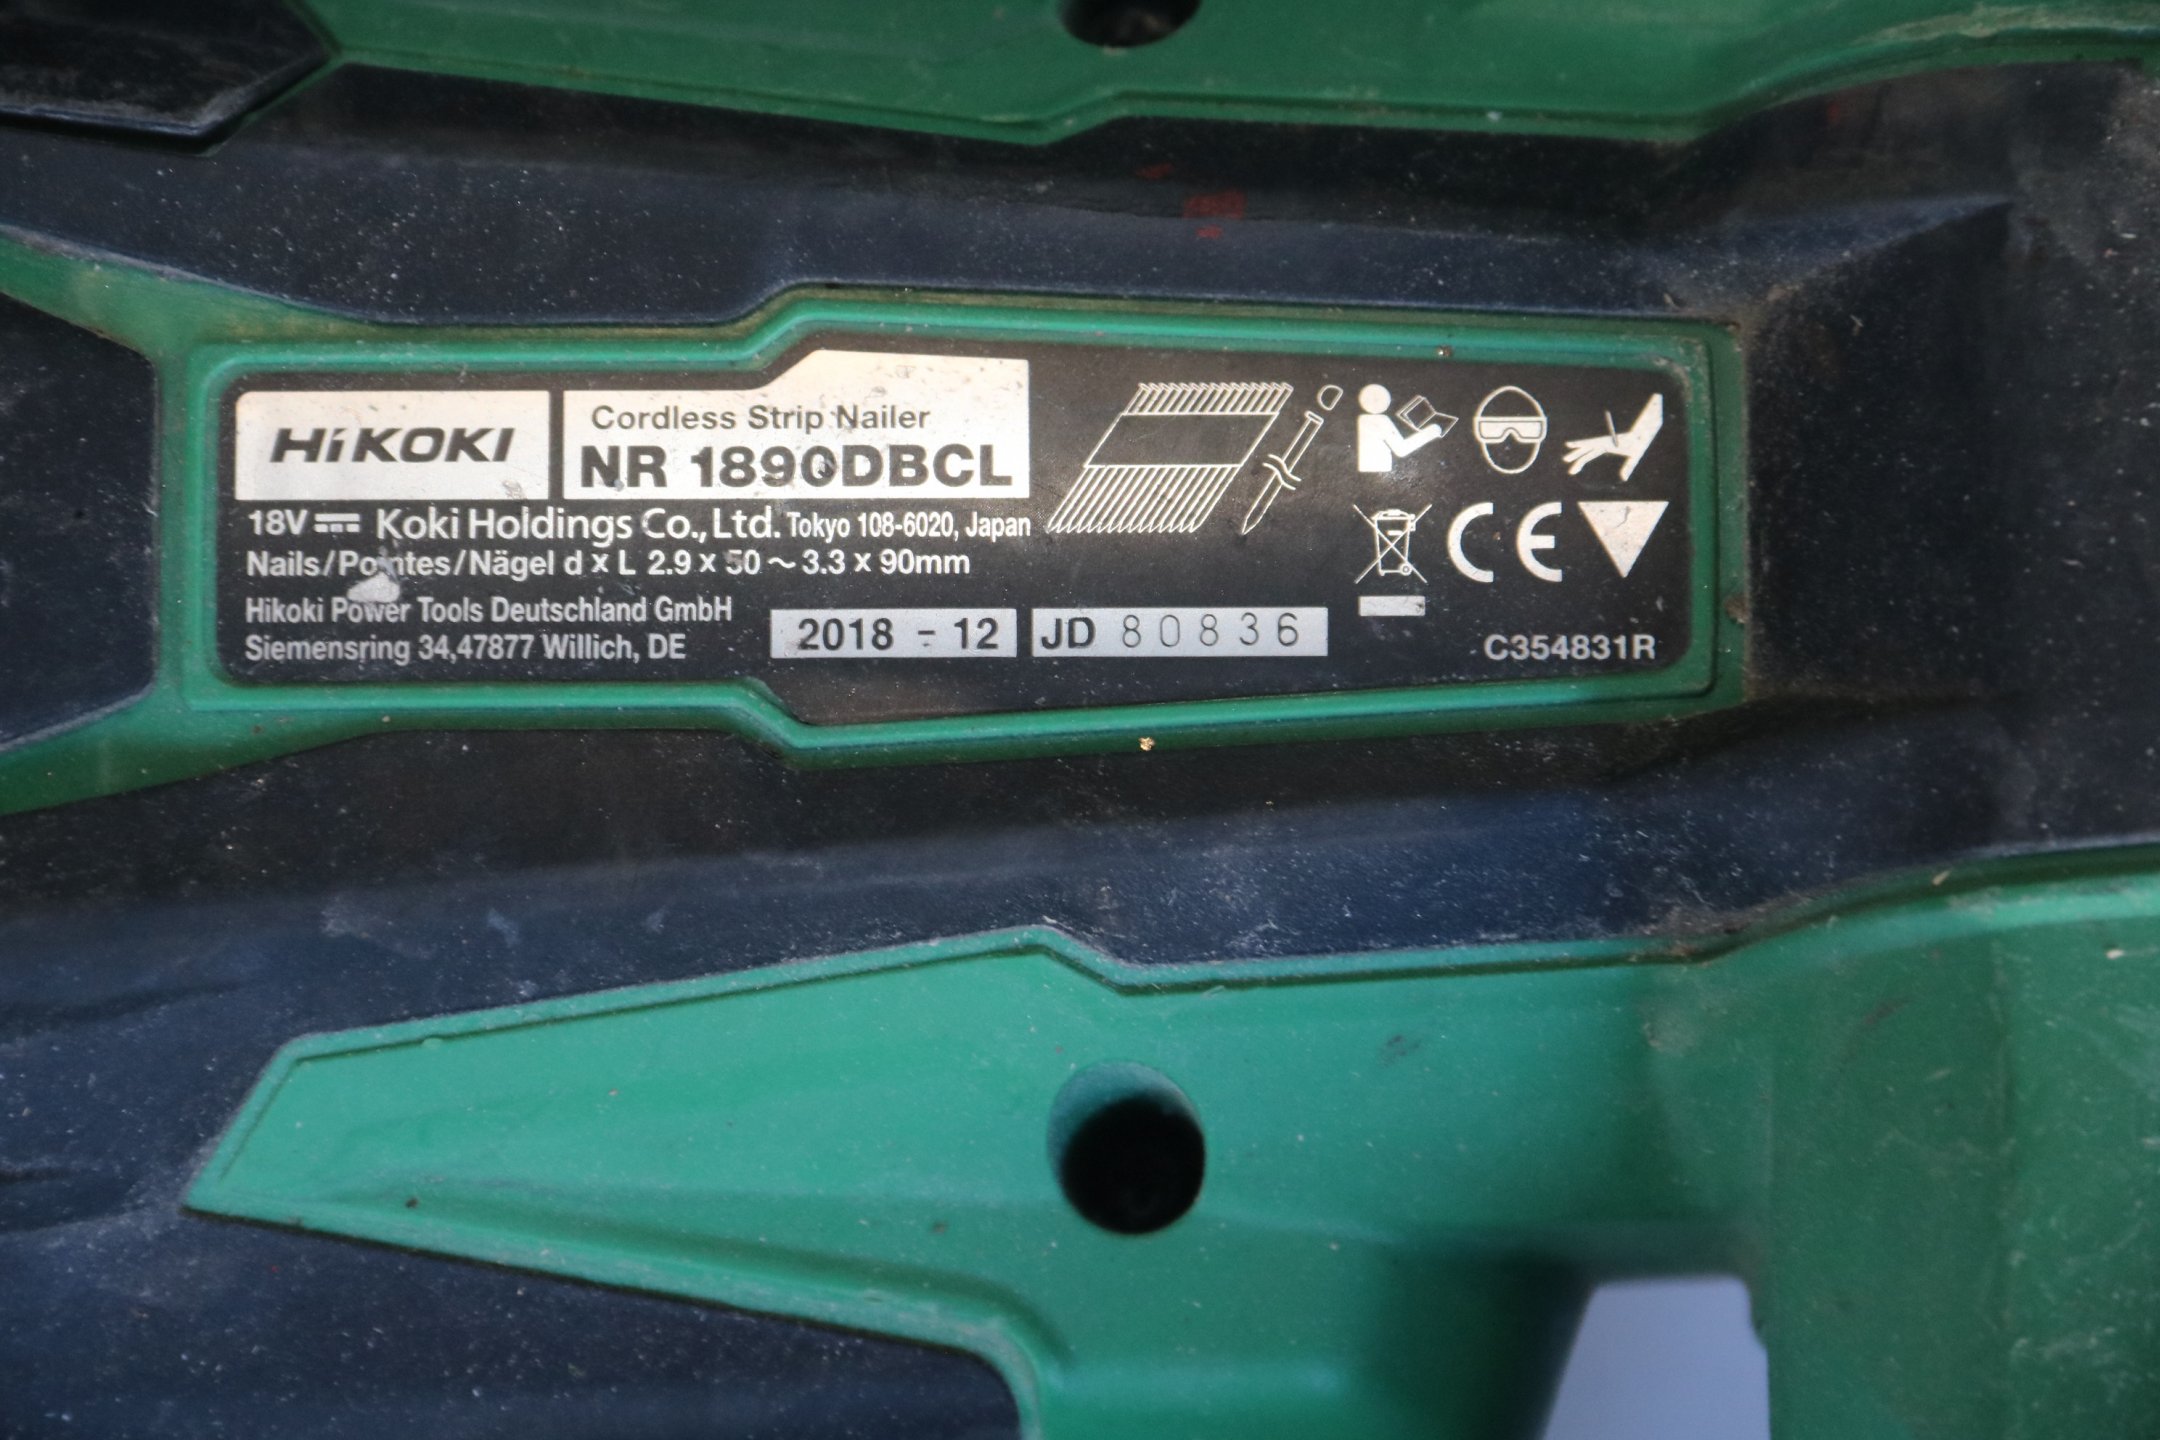 HiKOKI
Cordless Strip Nailer
NR 1890DBCL
18V Koki Holdings Co.,Ltd. Tokyo 108-6020, Japan
Nails/Pointes/Nägel d x L 2.9 x 50 ~ 3.3 x 90mm
Hikoki Power Tools Deutschland GmbH
Siemensring 34,47877 Willich, DE
2018 - 12
JD 80836
CE
C354831R